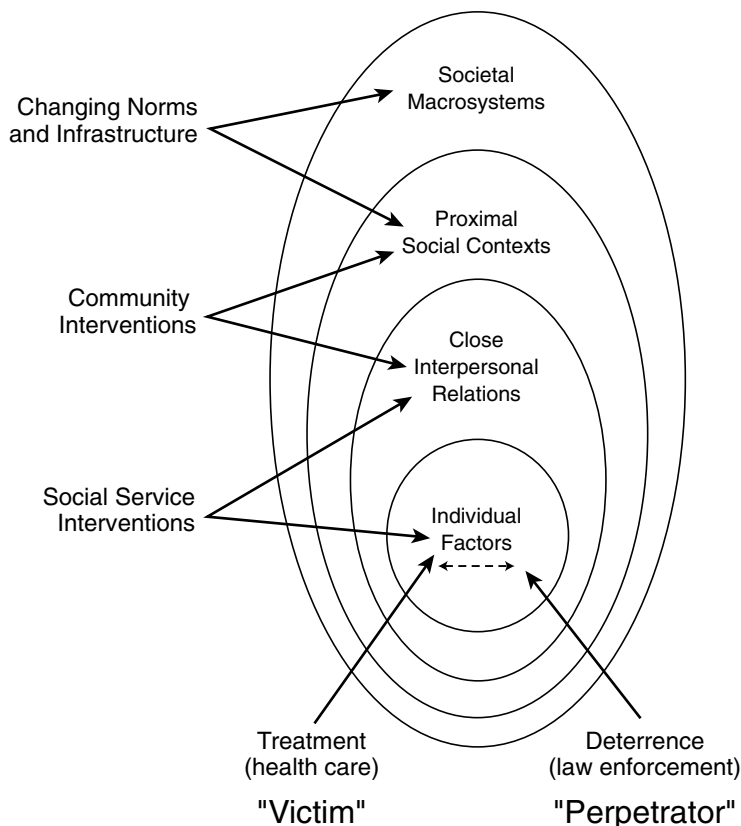 Societal
Macrosystems
Changing Norms
and Infrastructure
Proximal
Social Contexts
Community
Interventions
Close
Interpersonal
Relations
Social Service
Interventions
Individual
Factors
Treatment
(health care)
"Victim"
Deterrence
(law enforcement)
"Perpetrator"